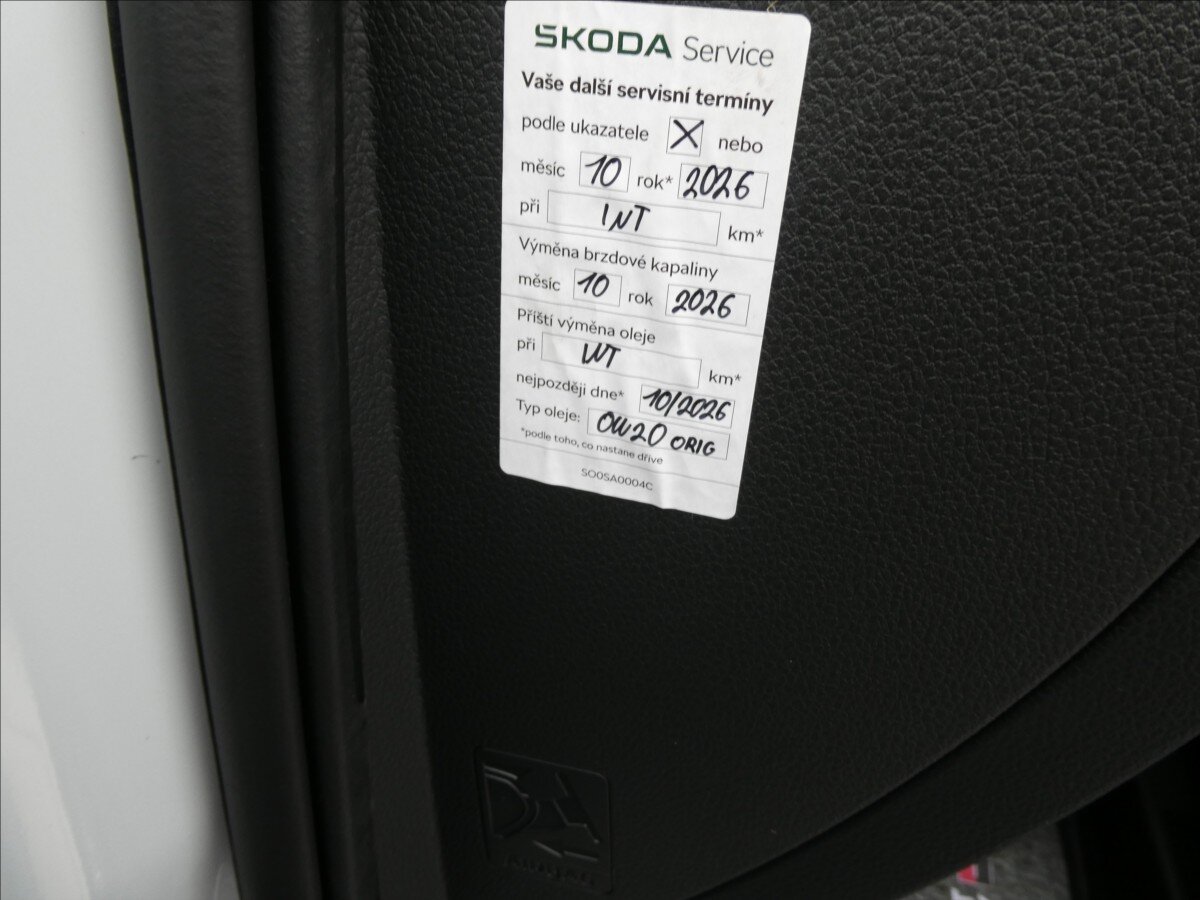 ŠKODA Service
Vaše další servisní termíny
podle ukazatele X nebo
měsíc 10 rok* 2026
při INT km*
Výměna brzdové kapaliny
měsíc 10 rok 2026
Příští výměna oleje
při INT km*
nejpozději dne* 10/2026
Typ oleje: 0W20 ORIG
*podle toho, co nastane dříve
SO0SA0004C